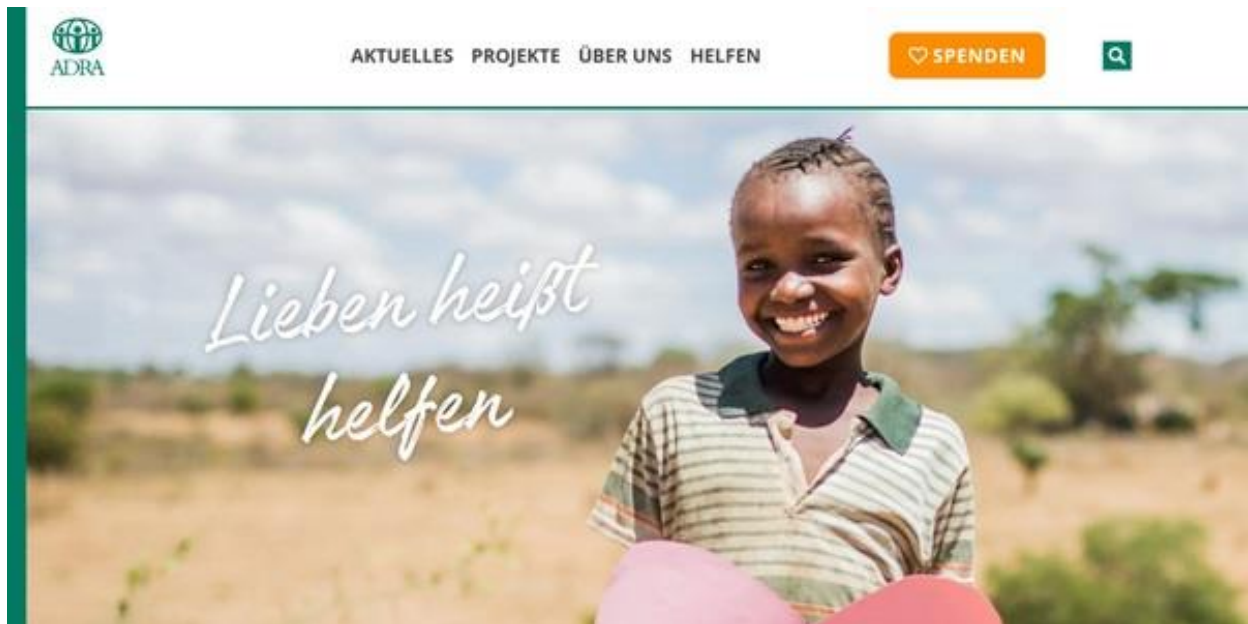 ADRA
AKTUELLES PROJEKTE ÜBER UNS HELFEN
SPENDEN
Lieben heißt
helfen